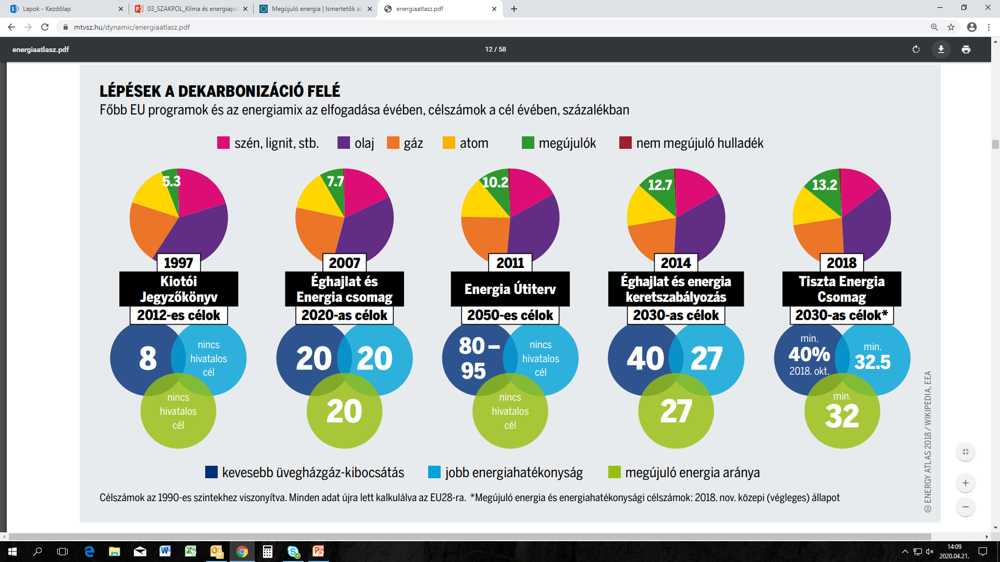 Lapok - Kezdőlap
03_SZAKPOL_Klíma és energiapo
Megújuló energia | Ismertetők az
energiaatlasz.pdf
mtvsz.hu/dynamic/energiaatlasz.pdf
energiaatlasz.pdf
12 / 58
LÉPÉSEK A DEKARBONIZÁCIÓ FELÉ
Főbb EU programok és az energiamix az elfogadása évében, célszámok a cél évében, százalékban
szén, lignit, stb. olaj gáz atom megújulók nem megújuló hulladék
5.3 7.7 10.2 12.7 13.2
1997 2007 2011 2014 2018
Kiotói
Jegyzőkönyv
2012-es célok
8
nincs
hivatalos
cél
nincs
hivatalos
cél
Éghajlat és
Energia csomag
2020-as célok
20 20
20
Energia Útiterv
2050-es célok
80 –
95
nincs
hivatalos
cél
nincs
hivatalos
cél
Éghajlat és energia
keretszabályozás
2030-as célok
40 27
27
Tiszta Energia
Csomag
2030-as célok*
min.
40%
2018. okt.
min.
32.5
min.
32
kevesebb üvegházgáz-kibocsátás jobb energiahatékonyság megújuló energia aránya
Célszámok az 1990-es szintekhez viszonyítva. Minden adat újra lett kalkulálva az EU28-ra. *Megújuló energia és energiahatékonysági célszámok: 2018. nov. közepi (végleges) állapot
cc ENERGY ATLAS 2018 / WIKIPEDIA, EEA
14:09
2020.04.21.